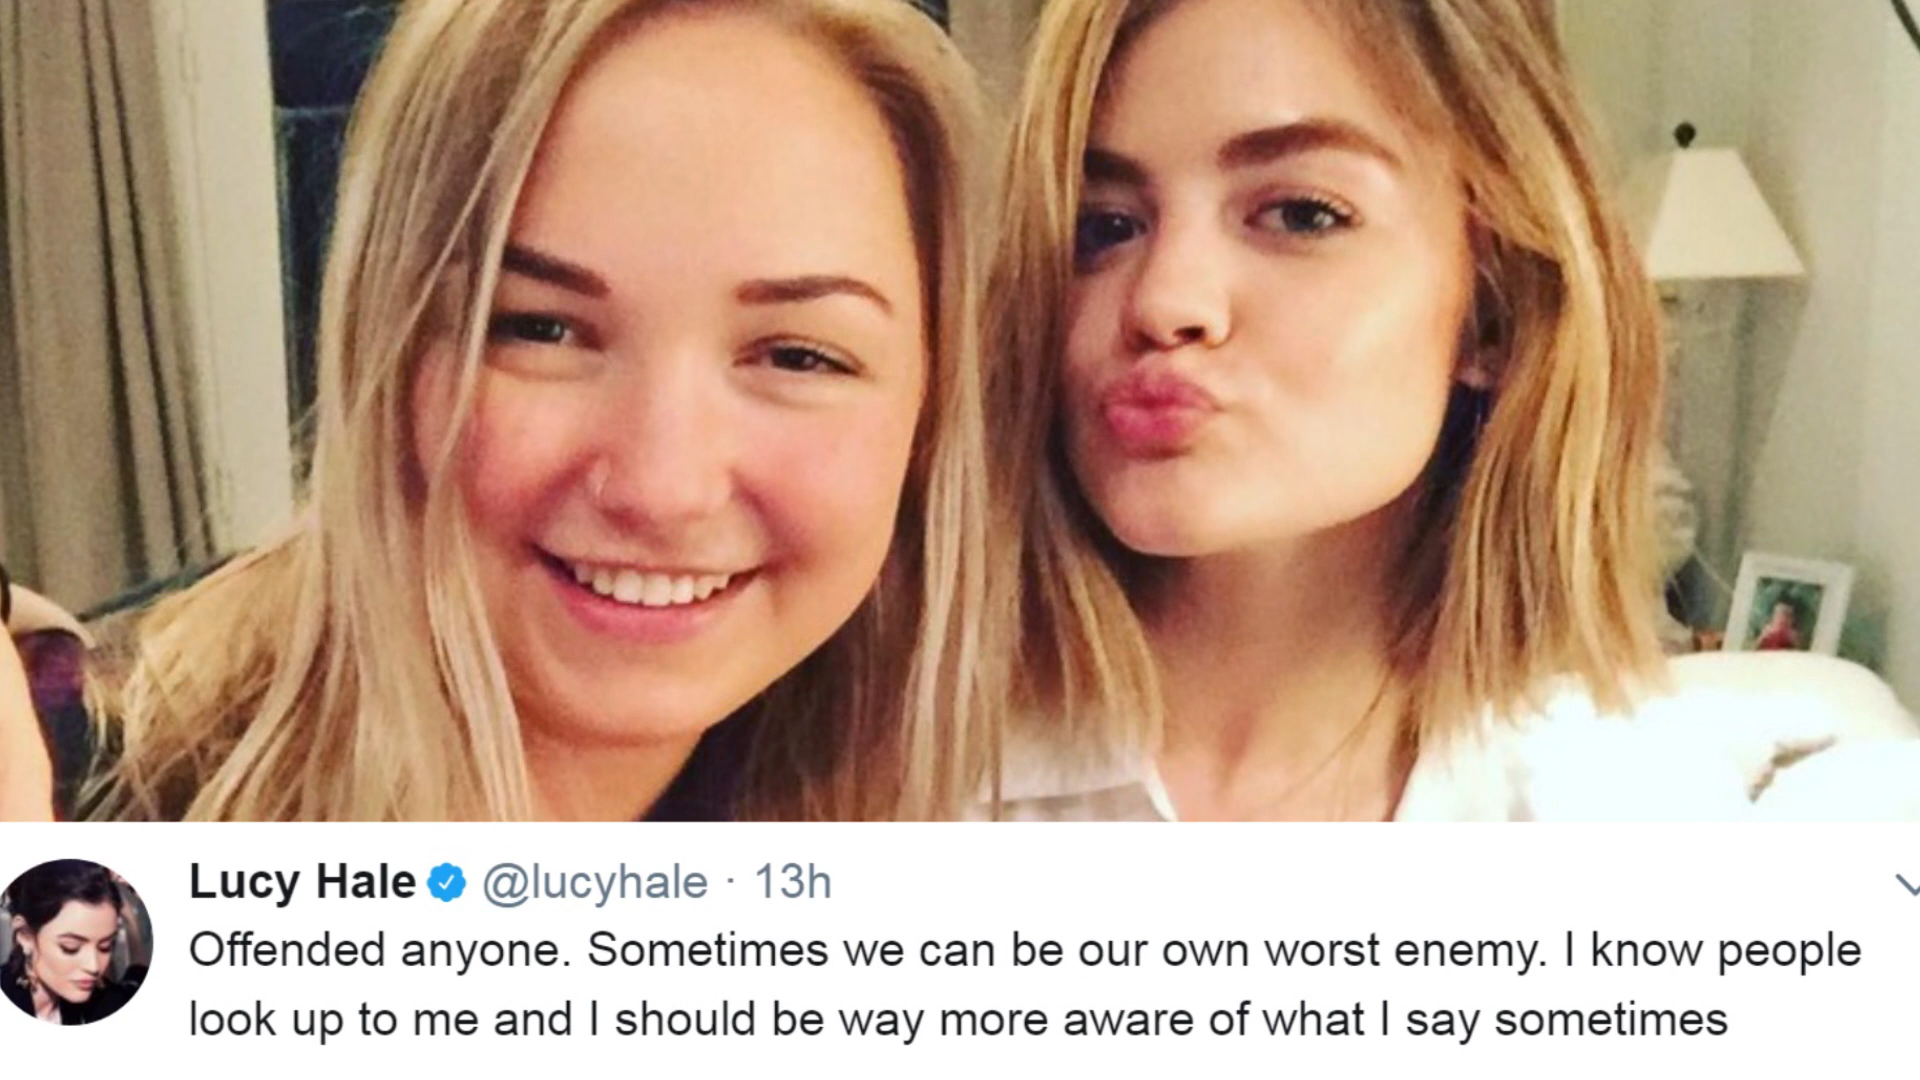 Lucy Hale @lucyhale · 13h
Offended anyone. Sometimes we can be our own worst enemy. I know people
look up to me and I should be way more aware of what I say sometimes